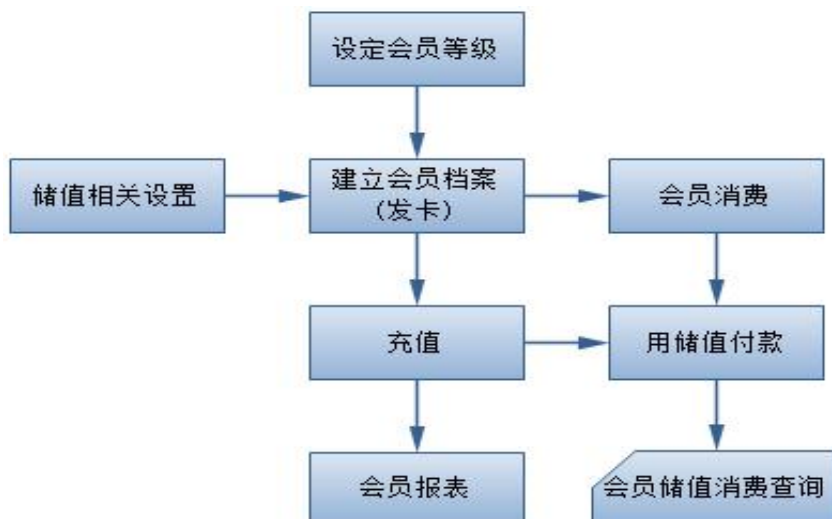 设定会员等级
储值相关设置
建立会员档案
(发卡)
会员消费
充值
用储值付款
会员报表
会员储值消费查询